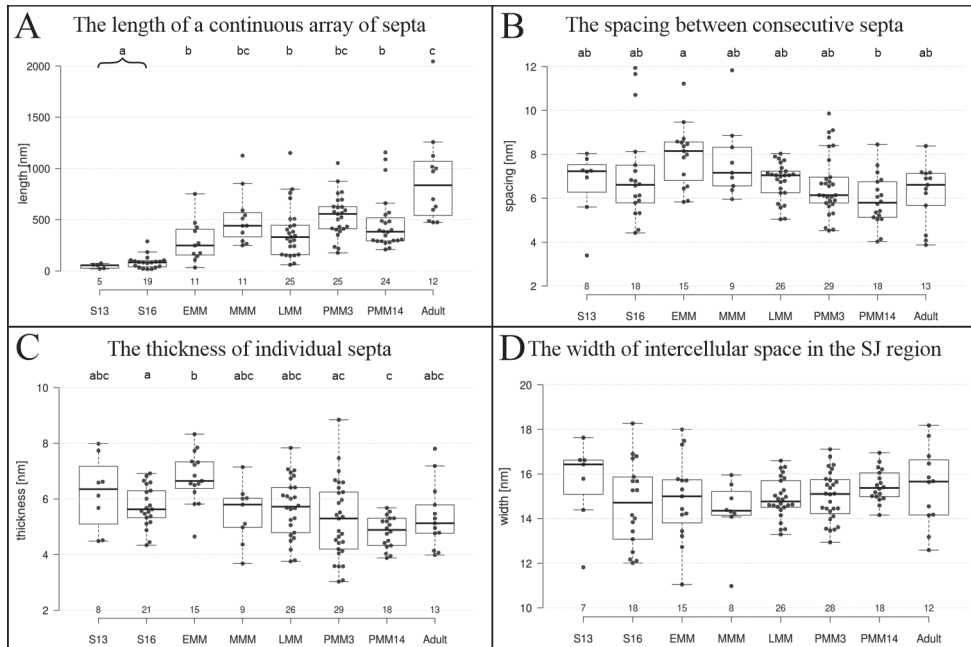 A The length of a continuous array of septa
a b bc b bc b c
length [nm]
2000
1500
1000
500
0
5 19 11 11 25 25 24 12
S13 S16 EMM MMM LMM PMM3 PMM14 Adult
B The spacing between consecutive septa
ab ab a ab ab ab b ab
spacing [nm]
12
10
8
6
4
2
8 18 15 9 26 29 18 13
S13 S16 EMM MMM LMM PMM3 PMM14 Adult
C The thickness of individual septa
abc a b abc abc ac c abc
thickness [nm]
10
8
6
4
2
8 21 15 9 26 29 18 13
S13 S16 EMM MMM LMM PMM3 PMM14 Adult
D The width of intercellular space in the SJ region
width [nm]
20
18
16
14
12
10
7 18 15 8 26 28 18 12
S13 S16 EMM MMM LMM PMM3 PMM14 Adult